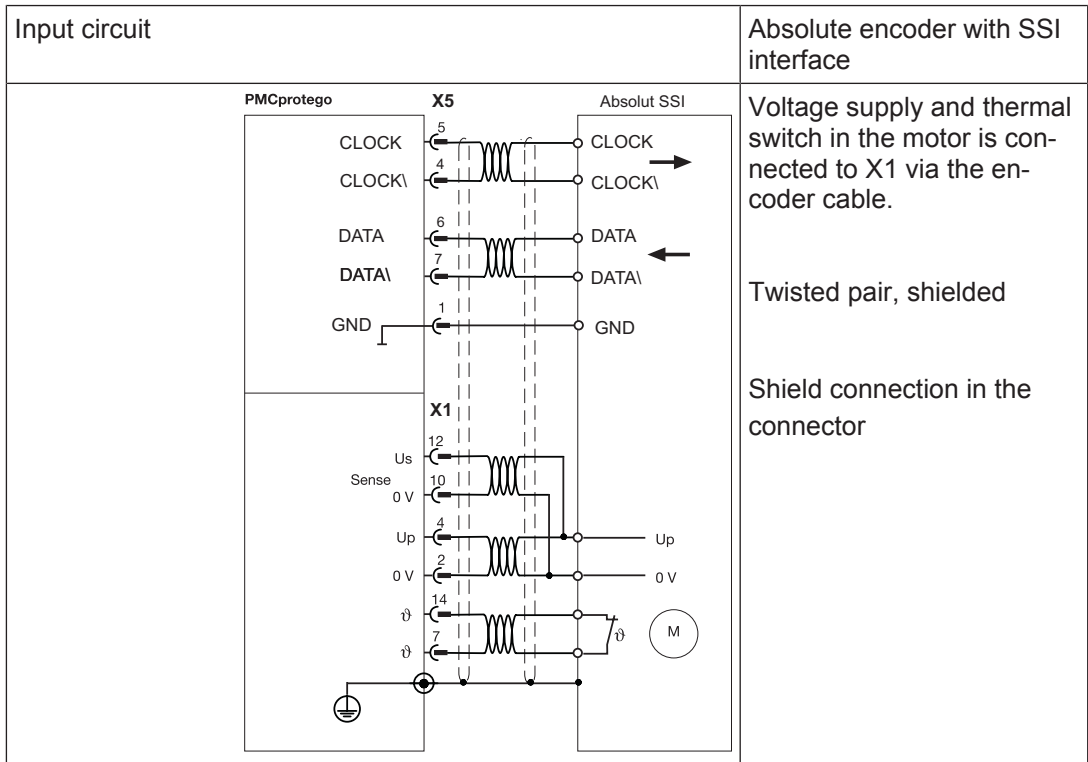 Input circuit
Absolute encoder with SSI
interface
PMCprotego X5 Absolut SSI
5
CLOCK CLOCK
4
CLOCK\ CLOCK\
6
DATA DATA
7
DATA\ DATA\
1
GND GND
X1
12
Us
Sense 10
0 V
4
Up Up
2
0 V 0 V
14
ϑ
ϑ M
7
ϑ
Voltage supply and thermal
switch in the motor is con-
nected to X1 via the en-
coder cable.
Twisted pair, shielded
Shield connection in the
connector